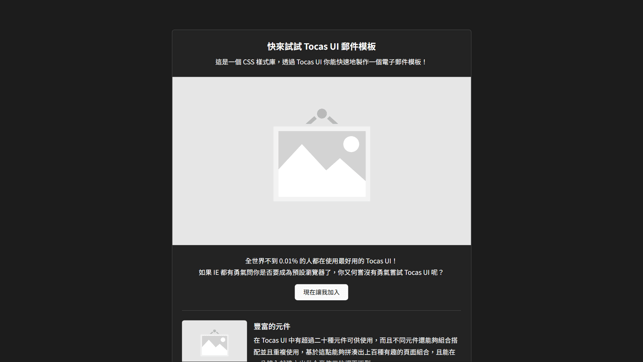 快來試試 Tocas UI 郵件模板
這是一個 CSS 樣式庫，透過 Tocas UI 你能快速地製作一個電子郵件模板！
全世界不到 0.01% 的人都在使用最好用的 Tocas UI！
如果 IE 都有勇氣問你是否要成為預設瀏覽器了，你又何嘗沒有勇氣嘗試 Tocas UI 呢？
現在讓我加入
豐富的元件
在 Tocas UI 中有超過二十種元件可供使用，而且不同元件還能夠組合搭
配並且重複使用，基於這點能夠拼湊出上百種有趣的頁面組合，且能在